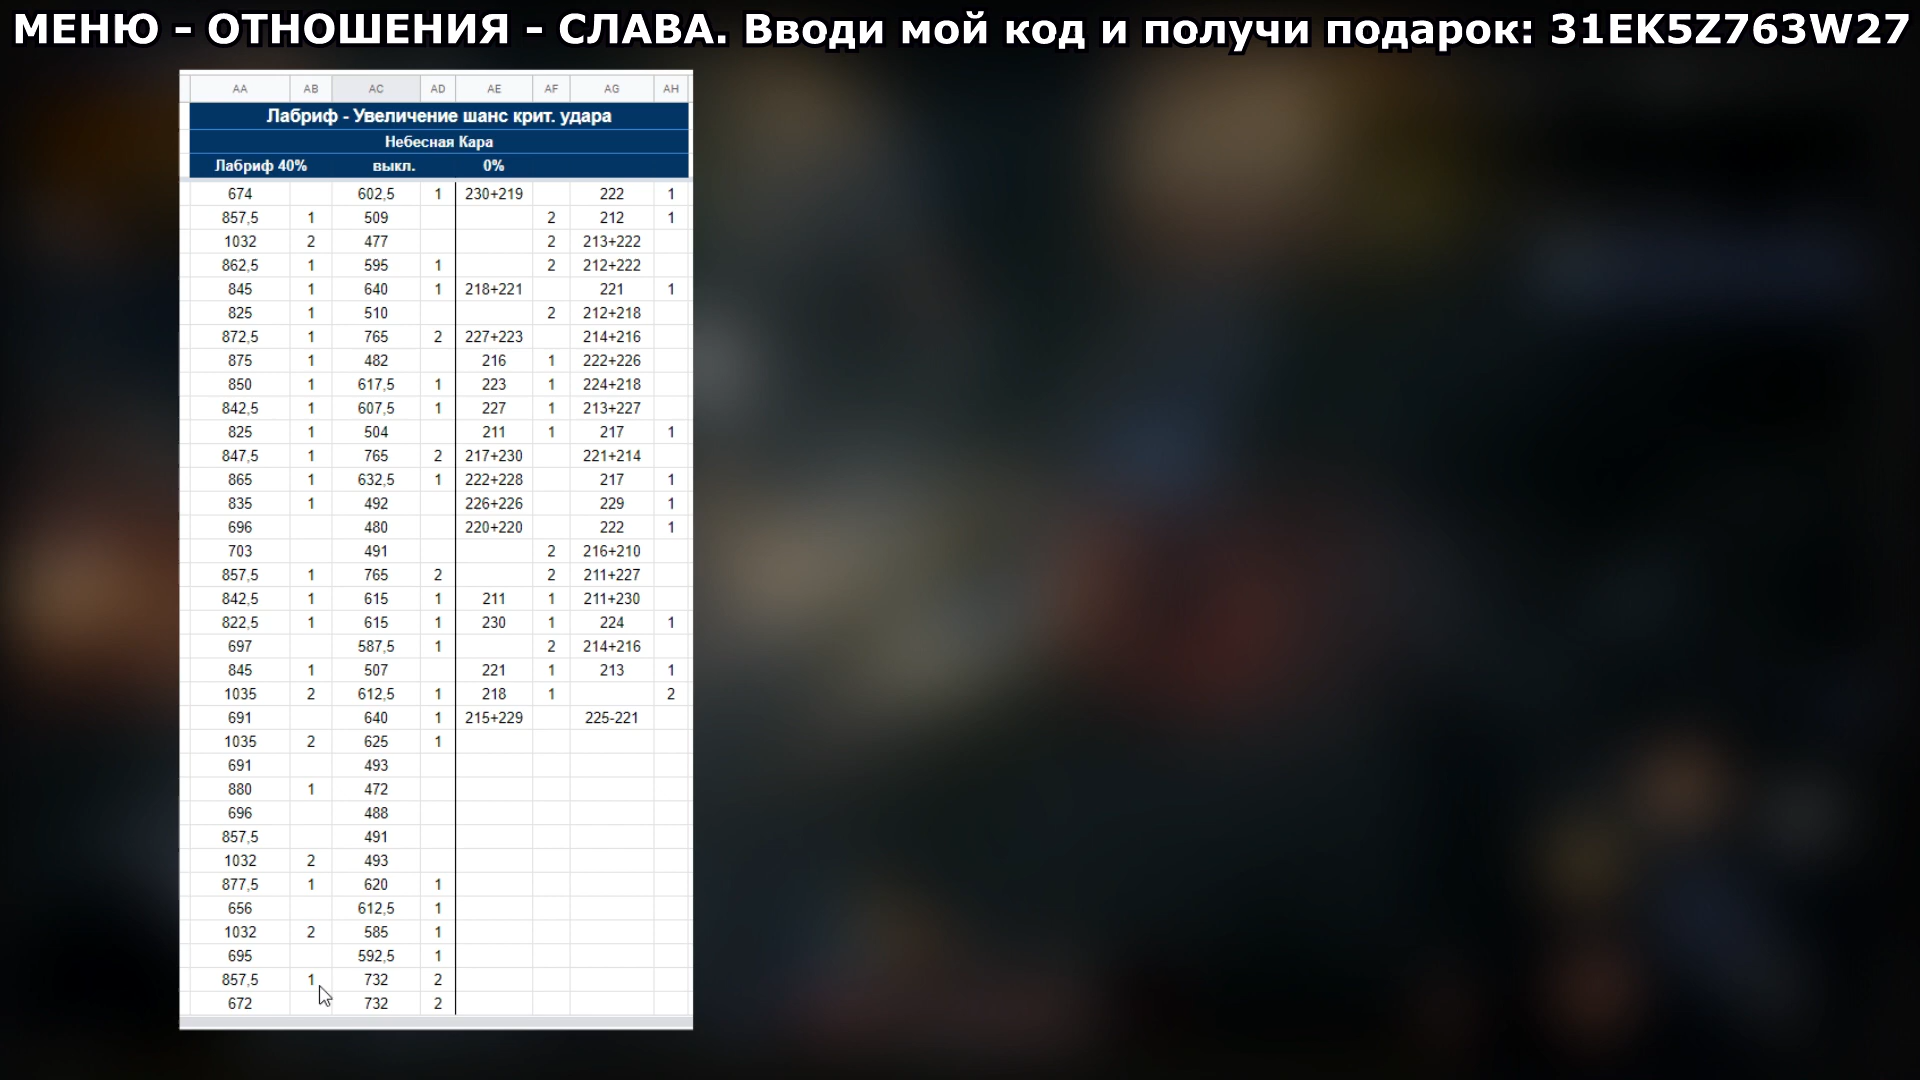 МЕНЮ - ОТНОШЕНИЯ - СЛАВА. Вводи мой код и получи подарок: 31EK5Z763W27
AA AB AC AD AE AF AG AH
Лабриф - Увеличение шанс крит. удара
Небесная Кара
Лабриф 40% выкл. 0%
674 602,5 1 230+219 222 1
857,5 1 509 2 212 1
1032 2 477 2 213+222
862,5 1 595 1 2 212+222
845 1 640 1 218+221 221 1
825 1 510 2 212+218
872,5 1 765 2 227+223 214+216
875 1 482 216 1 222+226
850 1 617,5 1 223 1 224+218
842,5 1 607,5 1 227 1 213+227
825 1 504 211 1 217 1
847,5 1 765 2 217+230 221+214
865 1 632,5 1 222+228 217 1
835 1 492 226+226 229 1
696 480 220+220 222 1
703 491 2 216+210
857,5 1 765 2 2 211+227
842,5 1 615 1 211 1 211+230
822,5 1 615 1 230 1 224 1
697 587,5 1 2 214+216
845 1 507 221 1 213 1
1035 2 612,5 1 218 1 2
691 640 1 215+229 225-221
1035 2 625 1
691 493
880 1 472
696 488
857,5 491
1032 2 493
877,5 1 620 1
656 612,5 1
1032 2 585 1
695 592,5 1
857,5 1 732 2
672 732 2